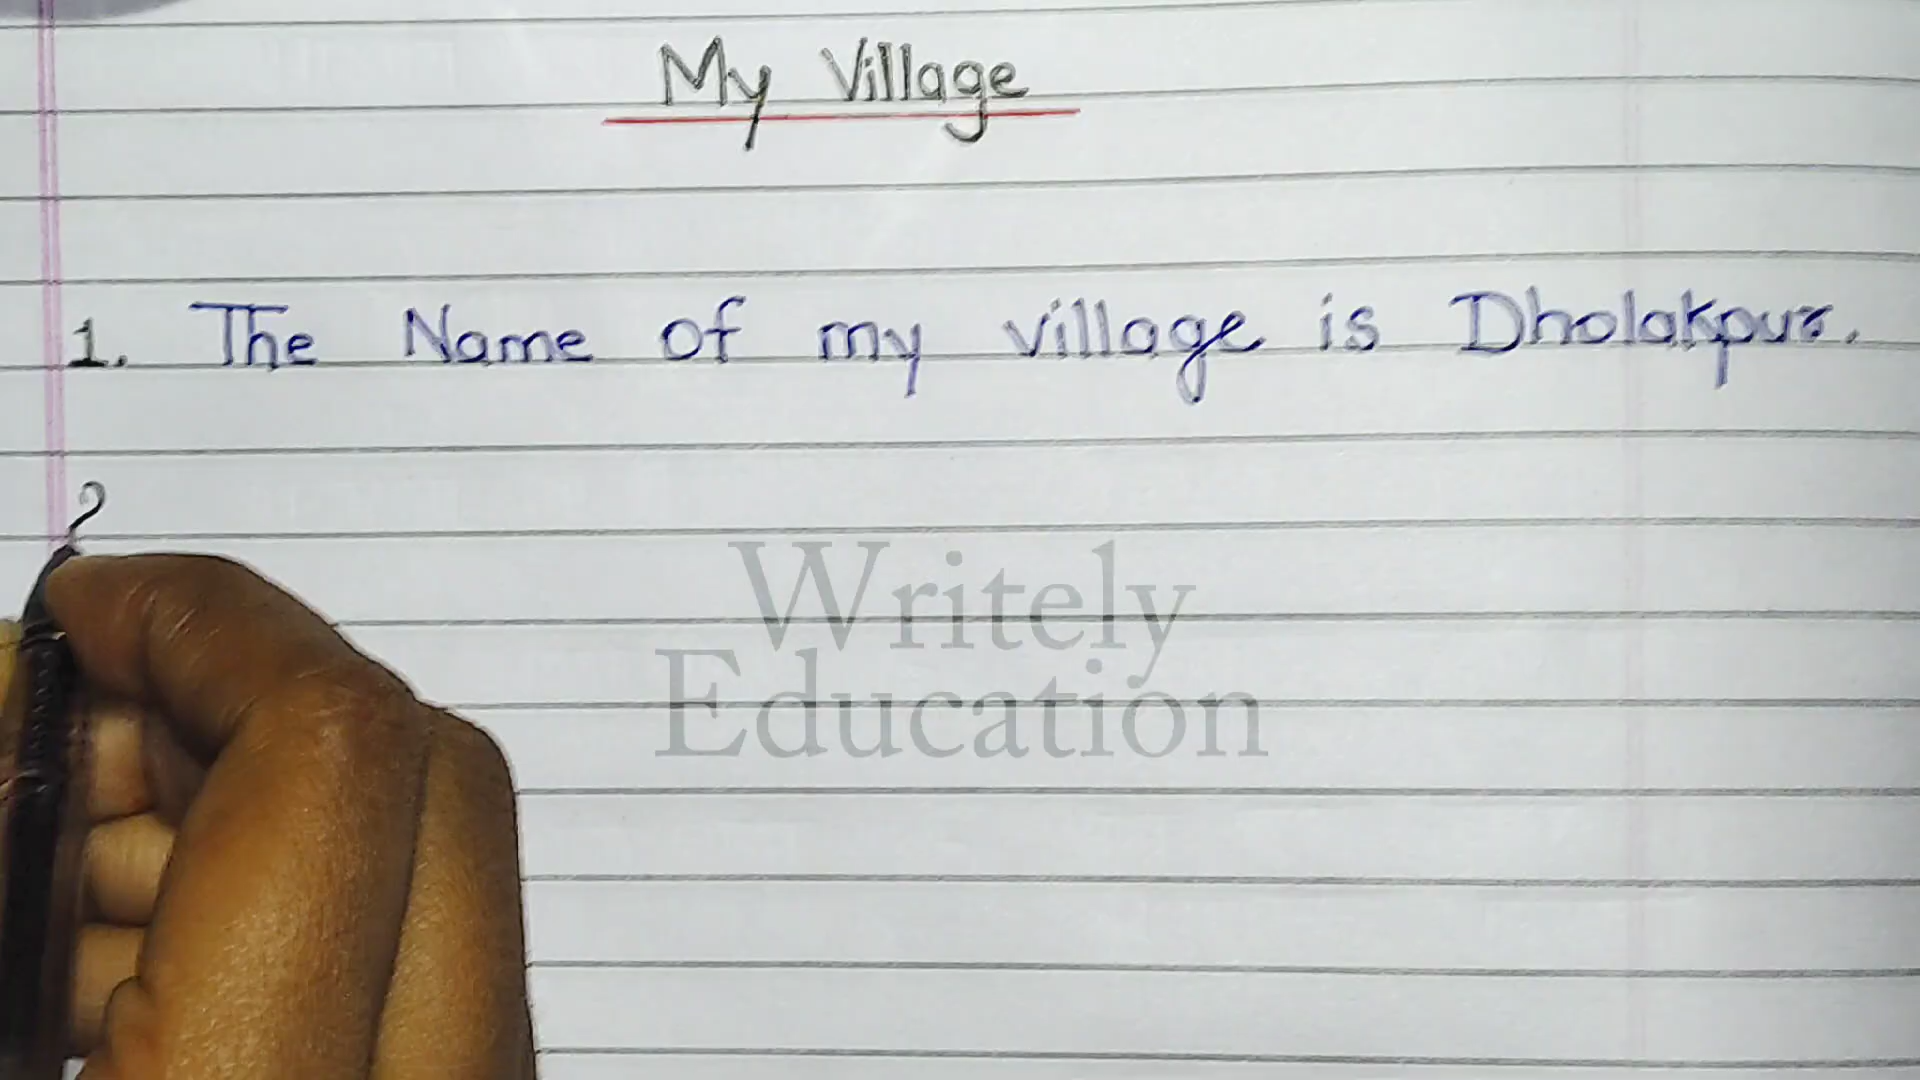 My Village
1. The Name of my village is Dholakpur.
2
Writely
Education